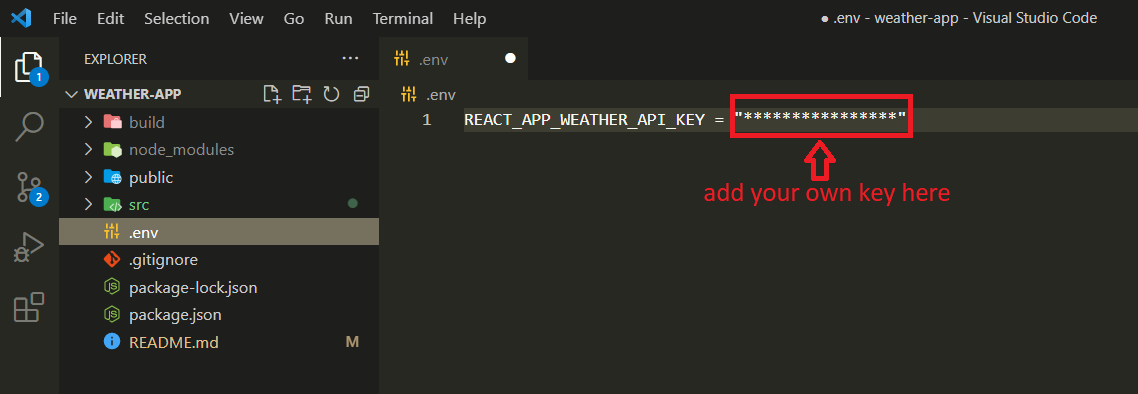 File Edit Selection View Go Run Terminal Help
● .env - weather-app - Visual Studio Code
EXPLORER ···
.env ●
WEATHER-APP
.env
build
1 REACT_APP_WEATHER_API_KEY = "****************"
node_modules
public
add your own key here
src
.env
.gitignore
package-lock.json
package.json
README.md M
1
2